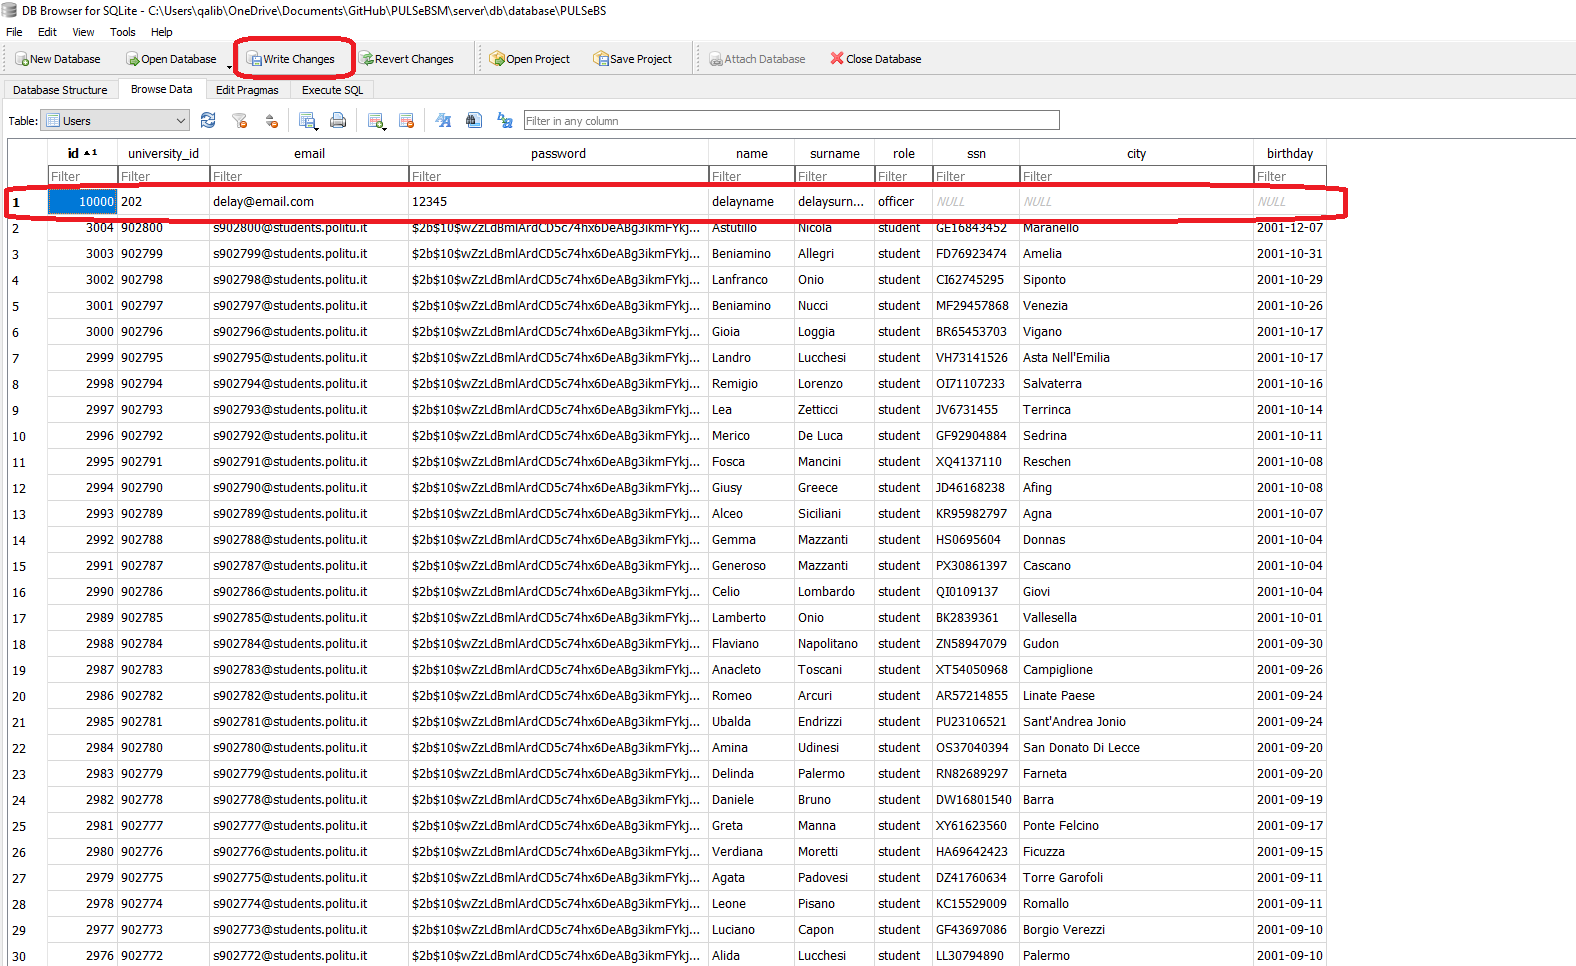 DB Browser for SQLite - C:\Users\qalib\OneDrive\Documents\GitHub\PULSeBSM\server\db\database\PULSeBS
File Edit View Tools Help
New Database Open Database Write Changes Revert Changes Open Project Save Project Attach Database Close Database
Database Structure Browse Data Edit Pragmas Execute SQL
Table: Users Filter in any column
id 1 university_id email password name surname role ssn city birthday
Filter Filter Filter Filter Filter Filter Filter Filter Filter Filter
1 10000 202 delay@email.com 12345 delayname delaysurn... officer NULL NULL NULL
2 3004 902800 s902800@students.politu.it $2b$10$wZzLdBmlArdCD5c74hx6DeABg3ikmFYkj... Astutillo Nicola student GE16843452 Maranello 2001-12-07
3 3003 902799 s902799@students.politu.it $2b$10$wZzLdBmlArdCD5c74hx6DeABg3ikmFYkj... Beniamino Allegri student FD76923474 Amelia 2001-10-31
4 3002 902798 s902798@students.politu.it $2b$10$wZzLdBmlArdCD5c74hx6DeABg3ikmFYkj... Lanfranco Onio student CI62745295 Siponto 2001-10-29
5 3001 902797 s902797@students.politu.it $2b$10$wZzLdBmlArdCD5c74hx6DeABg3ikmFYkj... Beniamino Nucci student MF29457868 Venezia 2001-10-26
6 3000 902796 s902796@students.politu.it $2b$10$wZzLdBmlArdCD5c74hx6DeABg3ikmFYkj... Gioia Loggia student BR65453703 Vigano 2001-10-17
7 2999 902795 s902795@students.politu.it $2b$10$wZzLdBmlArdCD5c74hx6DeABg3ikmFYkj... Landro Lucchesi student VH73141526 Asta Nell'Emilia 2001-10-17
8 2998 902794 s902794@students.politu.it $2b$10$wZzLdBmlArdCD5c74hx6DeABg3ikmFYkj... Remigio Lorenzo student OI71107233 Salvaterra 2001-10-16
9 2997 902793 s902793@students.politu.it $2b$10$wZzLdBmlArdCD5c74hx6DeABg3ikmFYkj... Lea Zetticci student JV6731455 Terrinca 2001-10-14
10 2996 902792 s902792@students.politu.it $2b$10$wZzLdBmlArdCD5c74hx6DeABg3ikmFYkj... Merico De Luca student GF92904884 Sedrina 2001-10-11
11 2995 902791 s902791@students.politu.it $2b$10$wZzLdBmlArdCD5c74hx6DeABg3ikmFYkj... Fosca Mancini student XQ4137110 Reschen 2001-10-08
12 2994 902790 s902790@students.politu.it $2b$10$wZzLdBmlArdCD5c74hx6DeABg3ikmFYkj... Giusy Greece student JD46168238 Afing 2001-10-08
13 2993 902789 s902789@students.politu.it $2b$10$wZzLdBmlArdCD5c74hx6DeABg3ikmFYkj... Alceo Siciliani student KR95982797 Agna 2001-10-07
14 2992 902788 s902788@students.politu.it $2b$10$wZzLdBmlArdCD5c74hx6DeABg3ikmFYkj... Gemma Mazzanti student HS0695604 Donnas 2001-10-04
15 2991 902787 s902787@students.politu.it $2b$10$wZzLdBmlArdCD5c74hx6DeABg3ikmFYkj... Generoso Mazzanti student PX30861397 Cascano 2001-10-04
16 2990 902786 s902786@students.politu.it $2b$10$wZzLdBmlArdCD5c74hx6DeABg3ikmFYkj... Celio Lombardo student QI0109137 Giovi 2001-10-04
17 2989 902785 s902785@students.politu.it $2b$10$wZzLdBmlArdCD5c74hx6DeABg3ikmFYkj... Lamberto Onio student BK2839361 Vallesella 2001-10-01
18 2988 902784 s902784@students.politu.it $2b$10$wZzLdBmlArdCD5c74hx6DeABg3ikmFYkj... Flaviano Napolitano student ZN58947079 Gudon 2001-09-30
19 2987 902783 s902783@students.politu.it $2b$10$wZzLdBmlArdCD5c74hx6DeABg3ikmFYkj... Anacleto Toscani student XT54050968 Campiglione 2001-09-26
20 2986 902782 s902782@students.politu.it $2b$10$wZzLdBmlArdCD5c74hx6DeABg3ikmFYkj... Romeo Arcuri student AR57214855 Linate Paese 2001-09-24
21 2985 902781 s902781@students.politu.it $2b$10$wZzLdBmlArdCD5c74hx6DeABg3ikmFYkj... Ubalda Endrizzi student PU23106521 Sant'Andrea Jonio 2001-09-24
22 2984 902780 s902780@students.politu.it $2b$10$wZzLdBmlArdCD5c74hx6DeABg3ikmFYkj... Amina Udinesi student OS37040394 San Donato Di Lecce 2001-09-20
23 2983 902779 s902779@students.politu.it $2b$10$wZzLdBmlArdCD5c74hx6DeABg3ikmFYkj... Delinda Palermo student RN82689297 Farneta 2001-09-20
24 2982 902778 s902778@students.politu.it $2b$10$wZzLdBmlArdCD5c74hx6DeABg3ikmFYkj... Daniele Bruno student DW16801540 Barra 2001-09-19
25 2981 902777 s902777@students.politu.it $2b$10$wZzLdBmlArdCD5c74hx6DeABg3ikmFYkj... Greta Manna student XY61623560 Ponte Felcino 2001-09-17
26 2980 902776 s902776@students.politu.it $2b$10$wZzLdBmlArdCD5c74hx6DeABg3ikmFYkj... Verdiana Moretti student HA69642423 Ficuzza 2001-09-15
27 2979 902775 s902775@students.politu.it $2b$10$wZzLdBmlArdCD5c74hx6DeABg3ikmFYkj... Agata Padovesi student DZ41760634 Torre Garofoli 2001-09-11
28 2978 902774 s902774@students.politu.it $2b$10$wZzLdBmlArdCD5c74hx6DeABg3ikmFYkj... Leone Pisano student KC15529009 Romallo 2001-09-11
29 2977 902773 s902773@students.politu.it $2b$10$wZzLdBmlArdCD5c74hx6DeABg3ikmFYkj... Luciano Capon student GF43697086 Borgio Verezzi 2001-09-10
30 2976 902772 s902772@students.politu.it $2b$10$wZzLdBmlArdCD5c74hx6DeABg3ikmFYkj... Alida Lucchesi student LL30794890 Palermo 2001-09-10